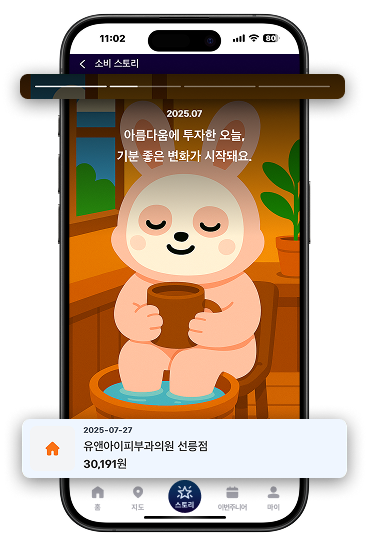 11:02
80
소비 스토리
2025.07
아름다움에 투자한 오늘,
기분 좋은 변화가 시작돼요.
2025-07-27
유앤아이피부과의원 선릉점
30,191원
홈
지도
스토리
이번주니어
마이